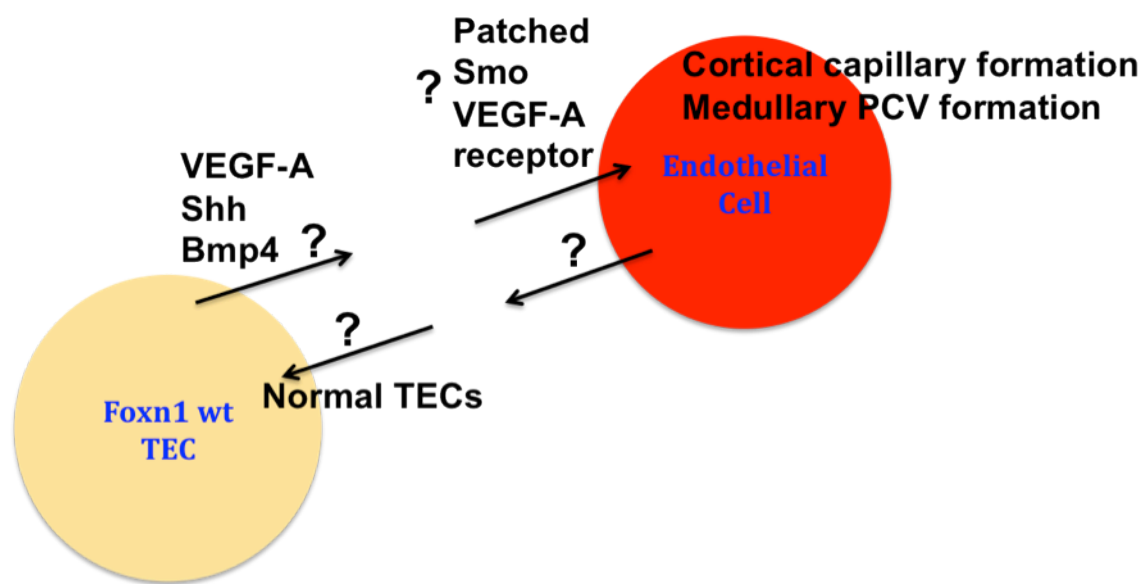 Patched
? Smo
VEGF-A
receptor
Cortical capillary formation
Medullary PCV formation
Endothelial
Cell
VEGF-A
Shh
Bmp4 ?
?
?
Normal TECs
Foxn1 wt
TEC